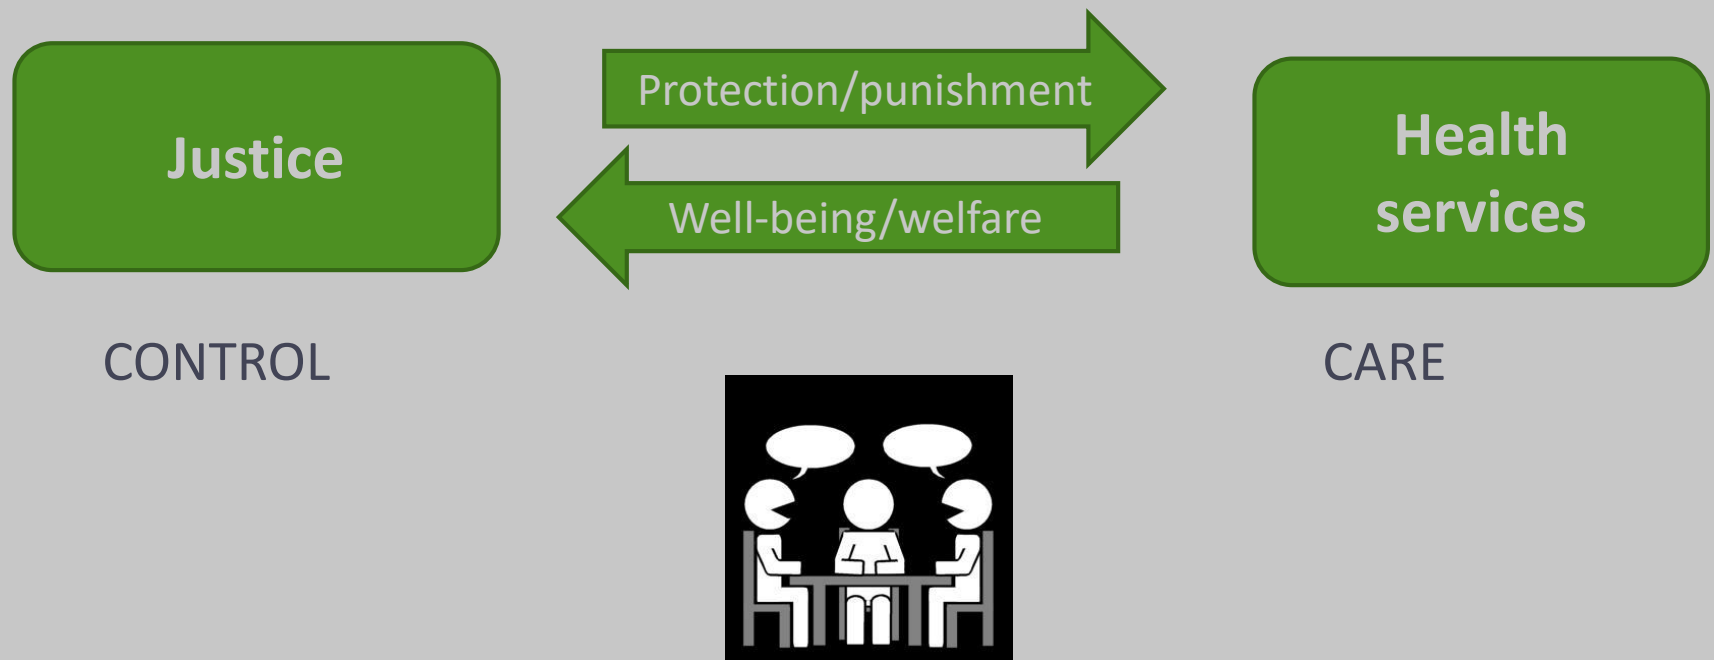 Justice
Protection/punishment
Well-being/welfare
Health
services
CONTROL
CARE